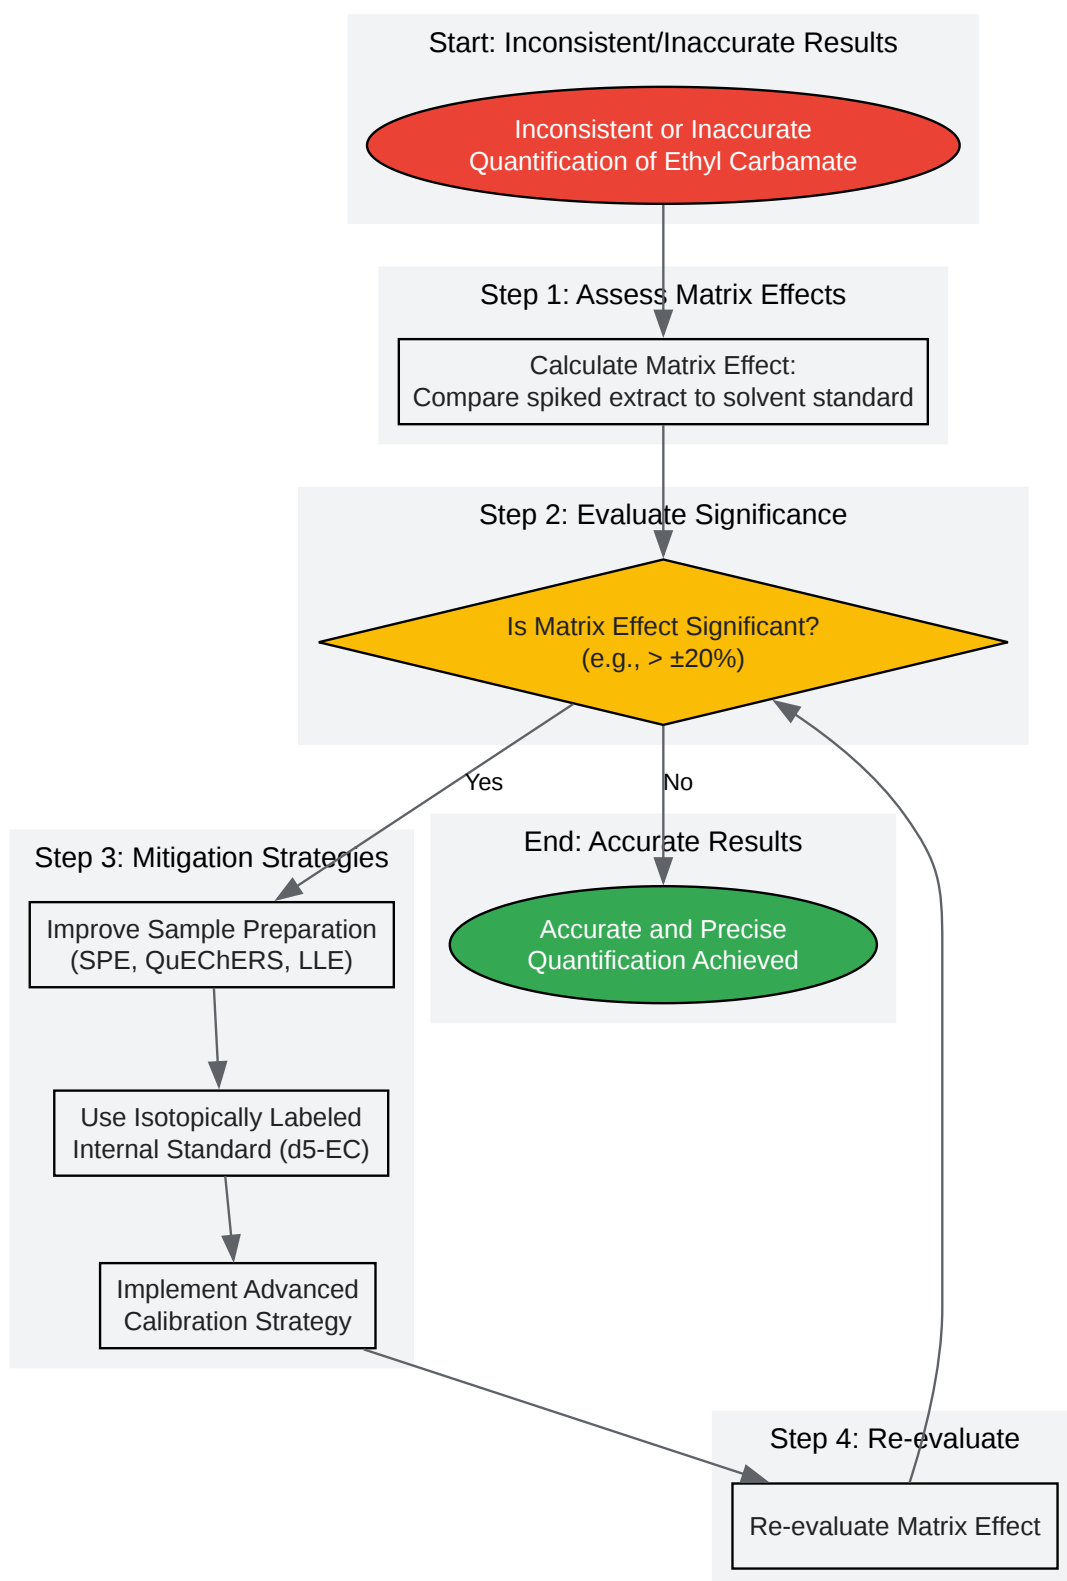 Start: Inconsistent/Inaccurate Results
Inconsistent or Inaccurate
Quantification of Ethyl Carbamate
Step 1: Assess Matrix Effects
Calculate Matrix Effect:
Compare spiked extract to solvent standard
Step 2: Evaluate Significance
Is Matrix Effect Significant?
(e.g., > ±20%)
Yes
No
Step 3: Mitigation Strategies
Improve Sample Preparation
(SPE, QuEChERS, LLE)
Use Isotopically Labeled
Internal Standard (d5-EC)
Implement Advanced
Calibration Strategy
End: Accurate Results
Accurate and Precise
Quantification Achieved
Step 4: Re-evaluate
Re-evaluate Matrix Effect